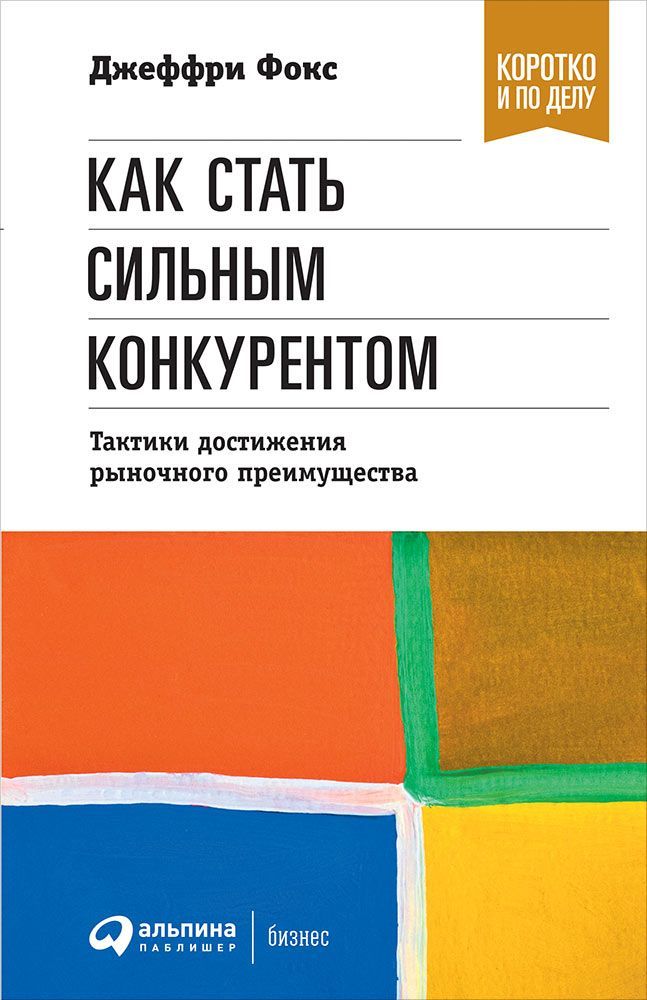 Джеффри Фокс
КОРОТКО
И ПО ДЕЛУ
КАК СТАТЬ
СИЛЬНЫМ
КОНКУРЕНТОМ
Тактики достижения
рыночного преимущества
альпина
ПАБЛИШЕР
бизнес